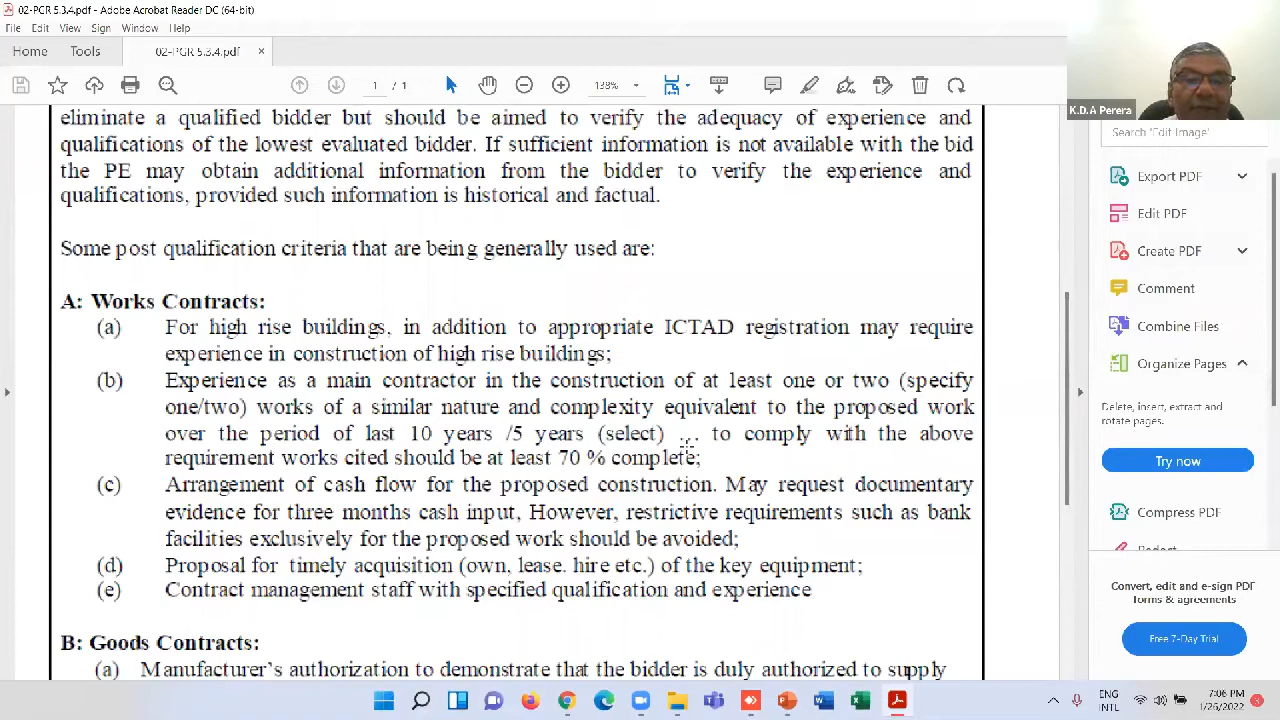 02-PGR 5.3.4.pdf - Adobe Acrobat Reader DC (64-bit)
File Edit View Sign Window Help
Home Tools 02-PGR 5.3.4.pdf ×
1 / 1 138%
K.D.A Perera
Search 'Edit Image'
eliminate a qualified bidder but should be aimed to verify the adequacy of experience and
qualifications of the lowest evaluated bidder. If sufficient information is not available with the bid
the PE may obtain additional information from the bidder to verify the experience and
qualifications, provided such information is historical and factual.
Some post qualification criteria that are being generally used are:
A: Works Contracts:
(a) For high rise buildings, in addition to appropriate ICTAD registration may require
experience in construction of high rise buildings;
(b) Experience as a main contractor in the construction of at least one or two (specify
one/two) works of a similar nature and complexity equivalent to the proposed work
over the period of last 10 years /5 years (select) ... to comply with the above
requirement works cited should be at least 70 % complete;
(c) Arrangement of cash flow for the proposed construction. May request documentary
evidence for three months cash input, However, restrictive requirements such as bank
facilities exclusively for the proposed work should be avoided;
(d) Proposal for timely acquisition (own, lease. hire etc.) of the key equipment;
(e) Contract management staff with specified qualification and experience
B: Goods Contracts:
(a) Manufacturer's authorization to demonstrate that the bidder is duly authorized to supply
Export PDF
Edit PDF
Create PDF
Comment
Combine Files
Organize Pages
Delete, insert, extract and
rotate pages.
Try now
Compress PDF
Redact
Convert, edit and e-sign PDF
forms & agreements
Free 7-Day Trial
ENG
INTL
7:06 PM
1/26/2022
3